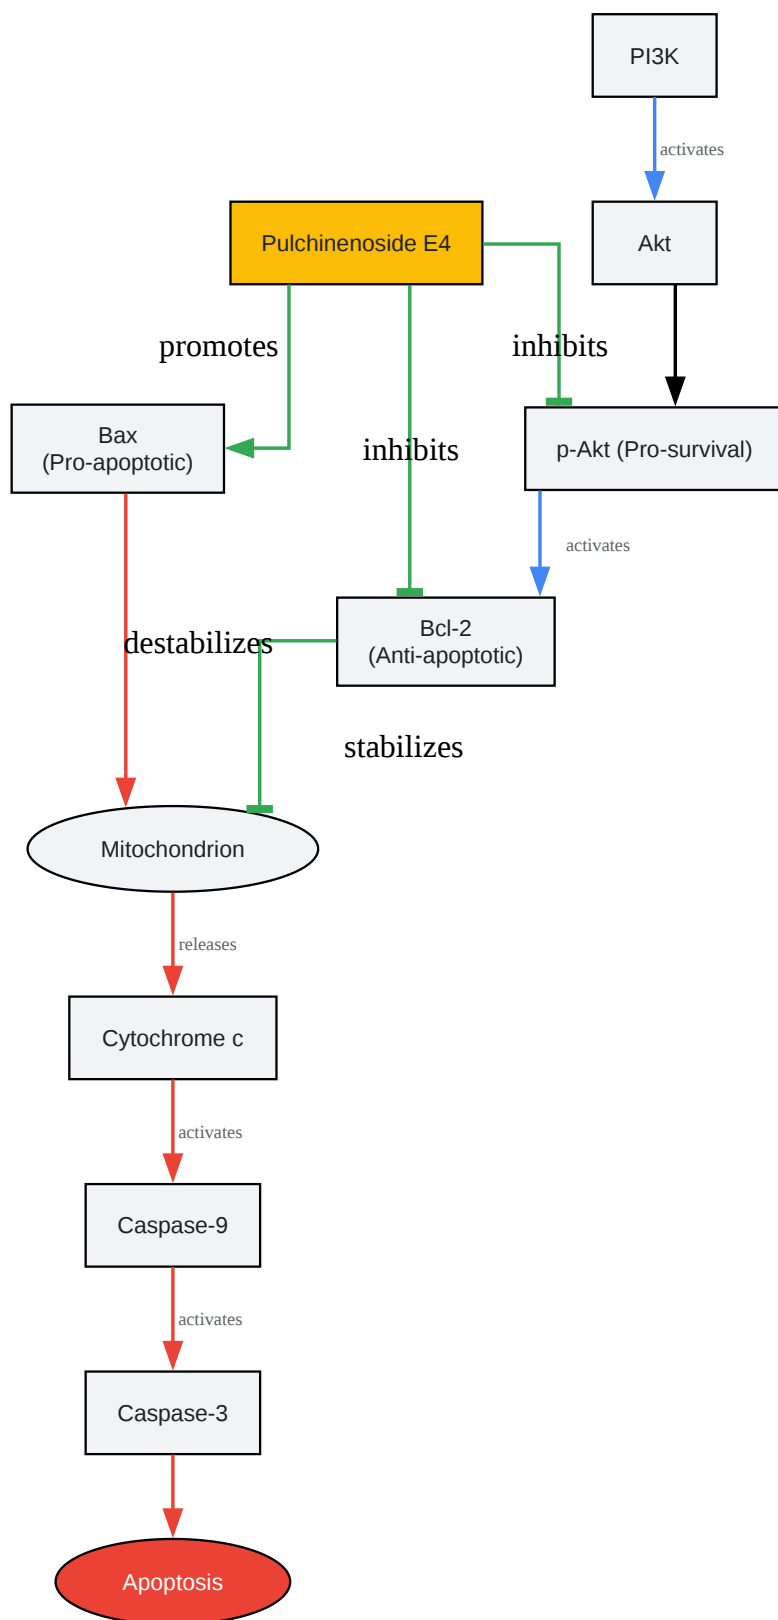 PI3K
activates
Pulchinenoside E4
Akt
promotes
inhibits
Bax
(Pro-apoptotic)
inhibits
p-Akt (Pro-survival)
activates
Bcl-2
(Anti-apoptotic)
destabilizes
stabilizes
Mitochondrion
releases
Cytochrome c
activates
Caspase-9
activates
Caspase-3
Apoptosis